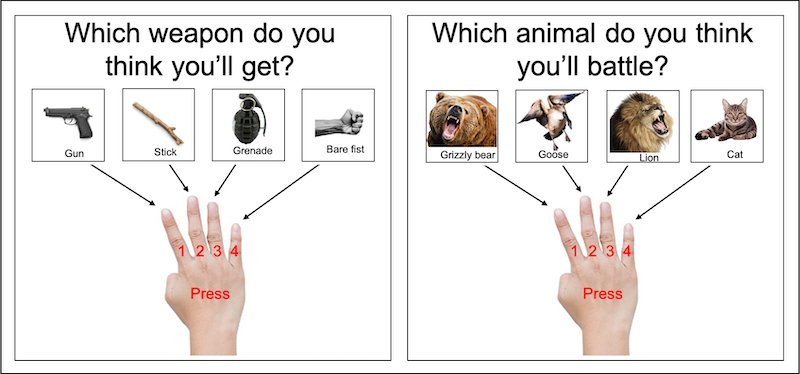 Which weapon do you
think you’ll get?
Gun
Stick
Grenade
Bare fist
1 2 3 4
Press
Which animal do you think
you’ll battle?
Grizzly bear
Goose
Lion
Cat
1 2 3 4
Press